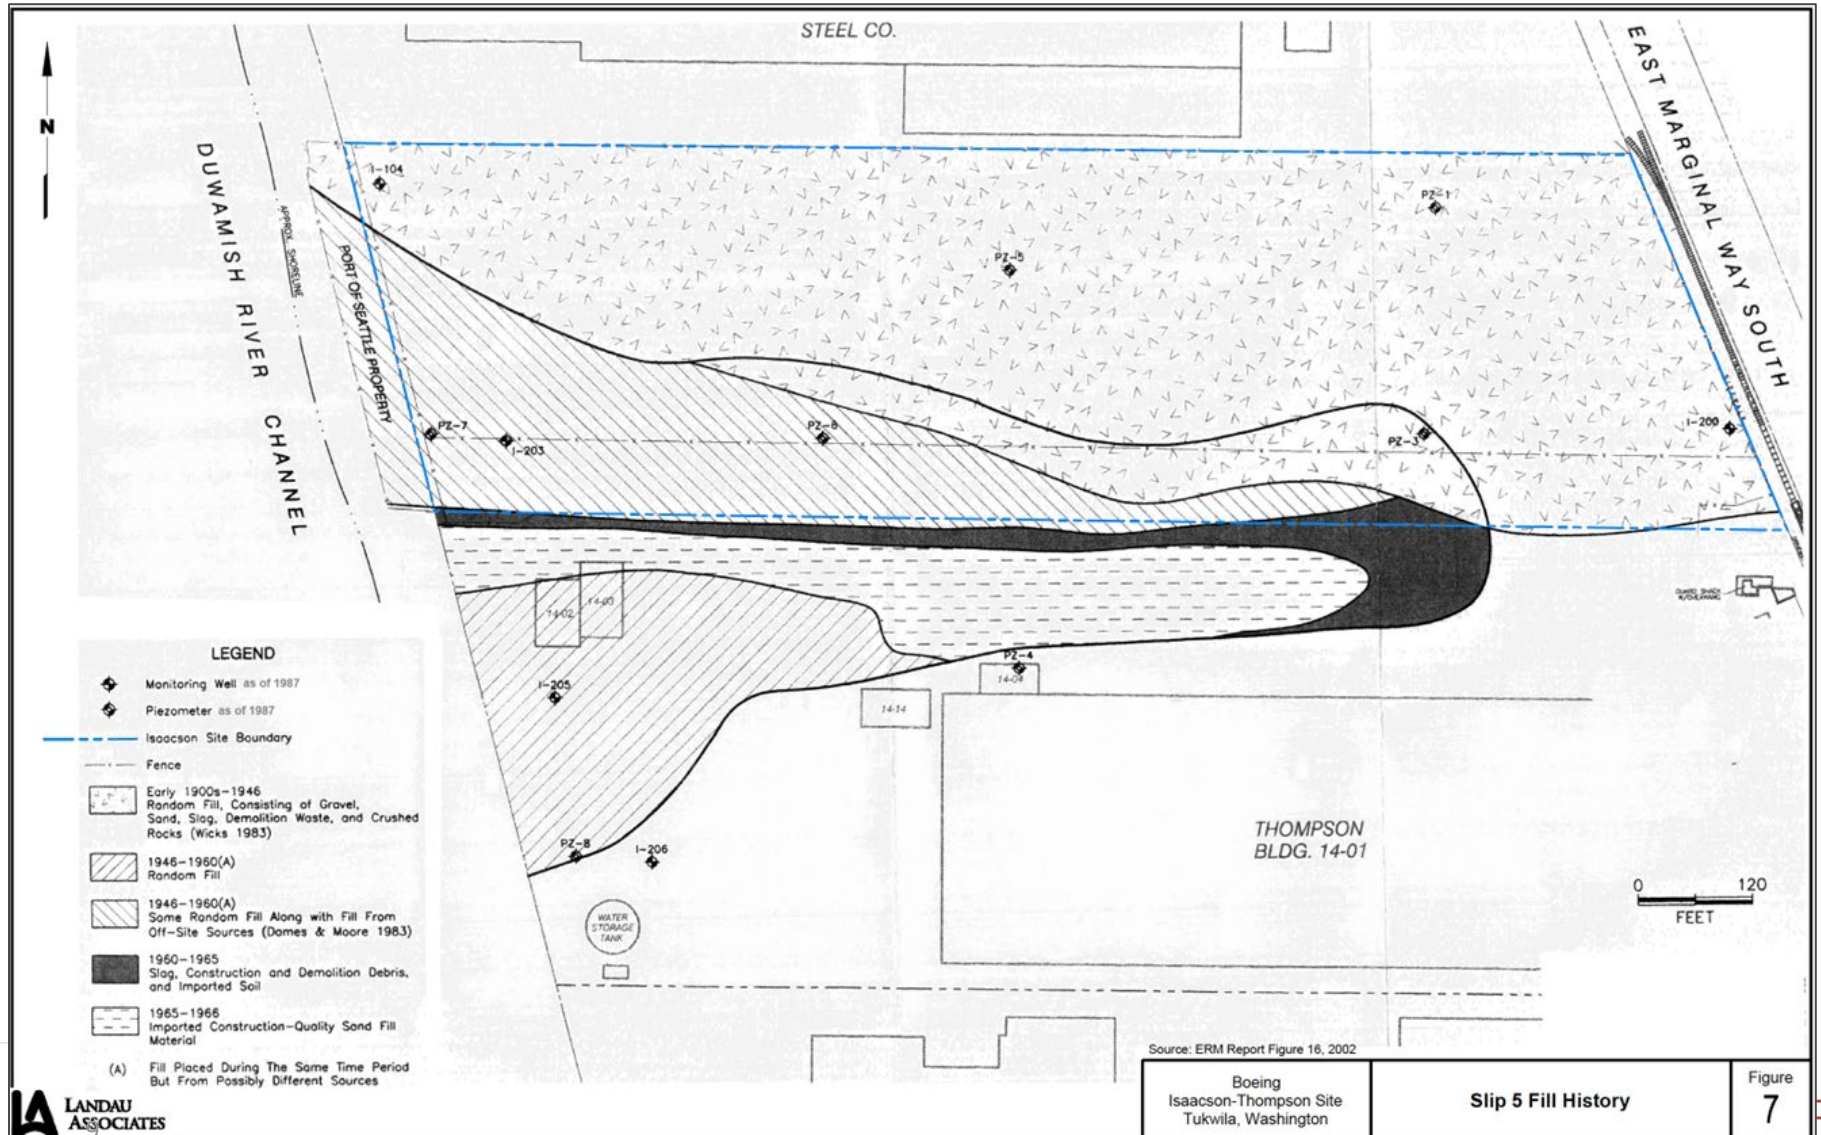 STEEL CO.
EAST MARGINAL WAY SOUTH
N
DUWAMISH RIVER CHANNEL
APPROX. SHORELINE
PORT OF SEATTLE PROPERTY
I-104
PZ-1
PZ-5
PZ-7
I-203
PZ-6
PZ-3
I-200
14-02
14-03
GUARD SHACK
W/OVERHANG
PZ-4
14-04
I-205
14-14
PZ-8
I-206
THOMPSON
BLDG. 14-01
WATER
STORAGE
TANK
0 120
FEET
LEGEND
Monitoring Well as of 1987
Piezometer as of 1987
Isaacson Site Boundary
Fence
Early 1900s-1946
Random Fill, Consisting of Gravel,
Sand, Slag, Demolition Waste, and Crushed
Rocks (Wicks 1983)
1946-1960(A)
Random Fill
1946-1960(A)
Some Random Fill Along with Fill From
Off-Site Sources (Dames & Moore 1983)
1960-1965
Slag, Construction and Demolition Debris,
and Imported Soil
1965-1966
Imported Construction-Quality Sand Fill
Material
(A) Fill Placed During The Same Time Period
But From Possibly Different Sources
Source: ERM Report Figure 16, 2002
LA LANDAU
ASSOCIATES
Boeing
Isaacson-Thompson Site
Tukwila, Washington
Slip 5 Fill History
Figure
7